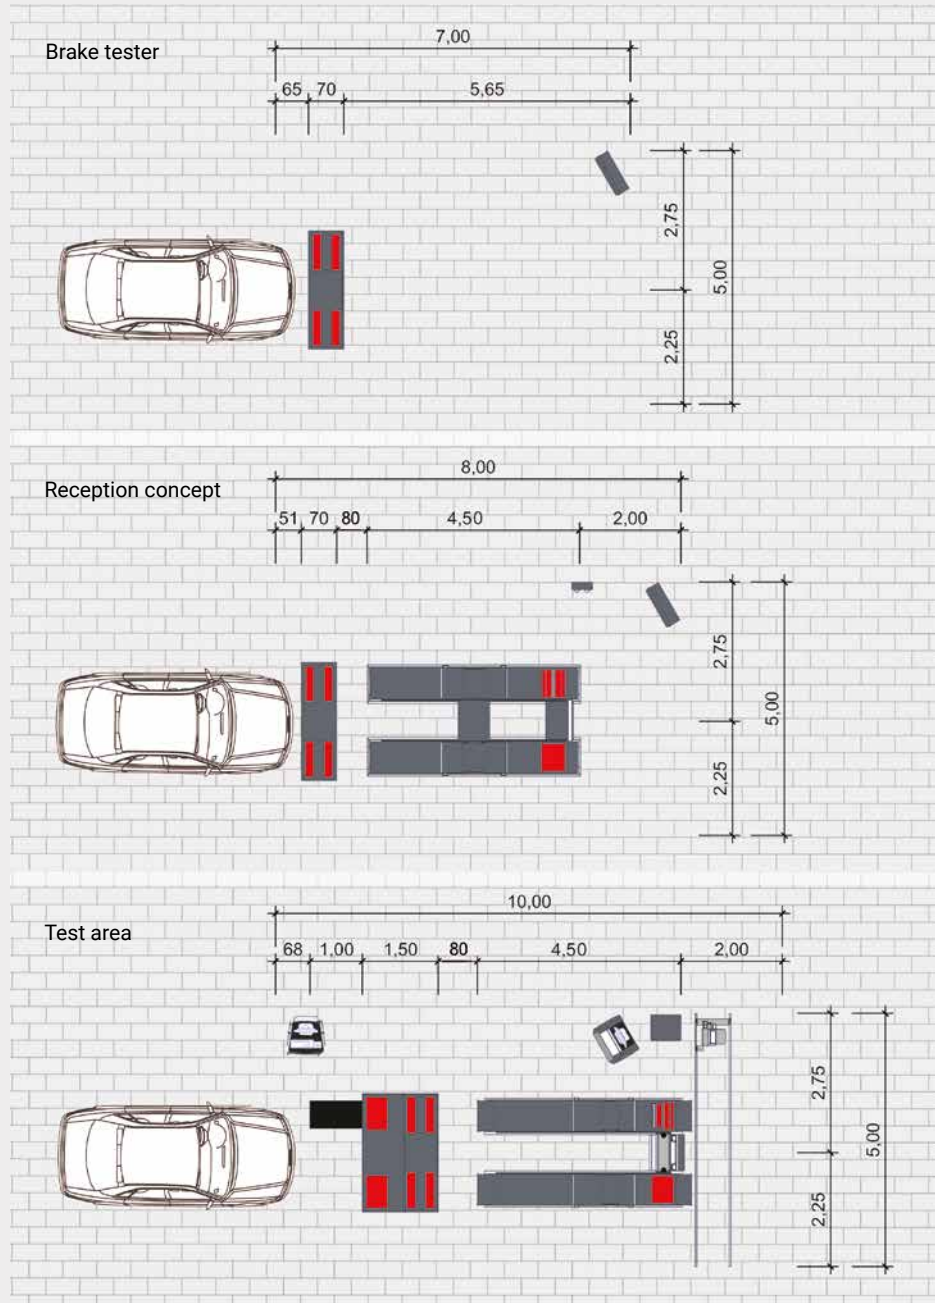 7,00
Brake tester
65 70 5,65
2,75
5,00
2,25
8,00
Reception concept
51 70 80 4,50 2,00
2,75
5,00
2,25
10,00
Test area
68 1,00 1,50 80 4,50 2,00
2,75
5,00
2,25